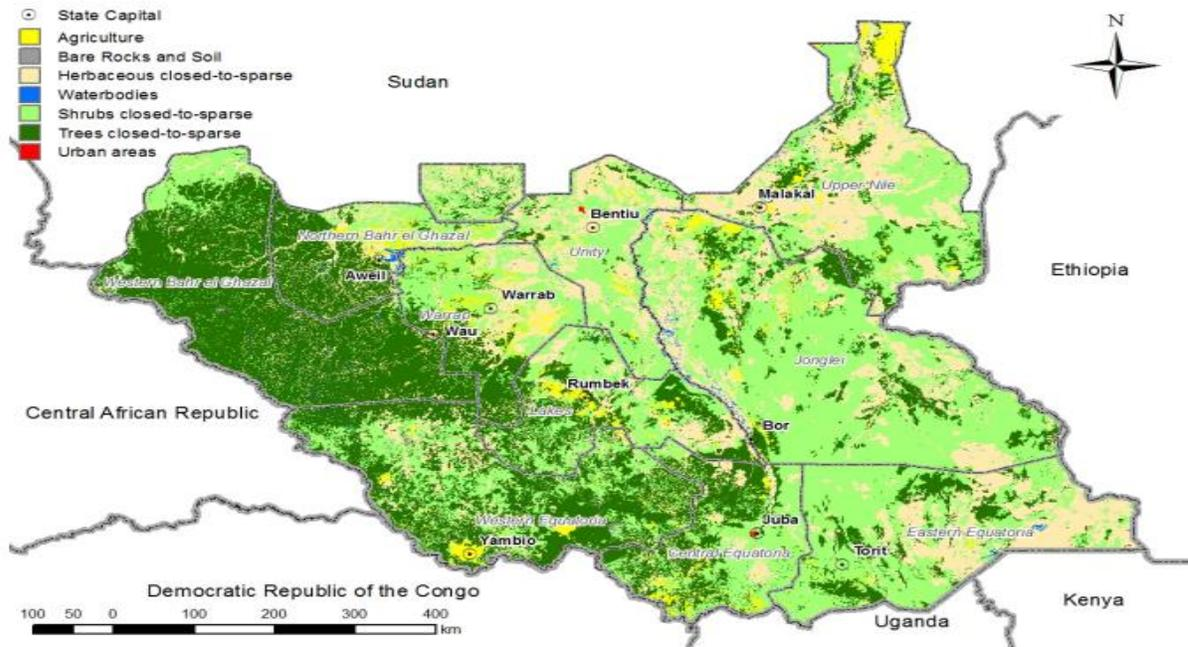 State Capital
Agriculture
Bare Rocks and Soil
Herbaceous closed-to-sparse
Waterbodies
Shrubs closed-to-sparse
Trees closed-to-sparse
Urban areas
N
Sudan
Malakal
Upper Nile
Bentiu
Northern Bahr el Ghazal
Unity
Ethiopia
Aweil
Western Bahr el Ghazal
Warrab
Warrap
Wau
Jonglei
Rumbek
Central African Republic
Lakes
Bor
Western Equatoria
Juba
Eastern Equatoria
Yambio
Central Equatoria
Torit
Democratic Republic of the Congo
Kenya
100 50 0 100 200 300 400
km
Uganda